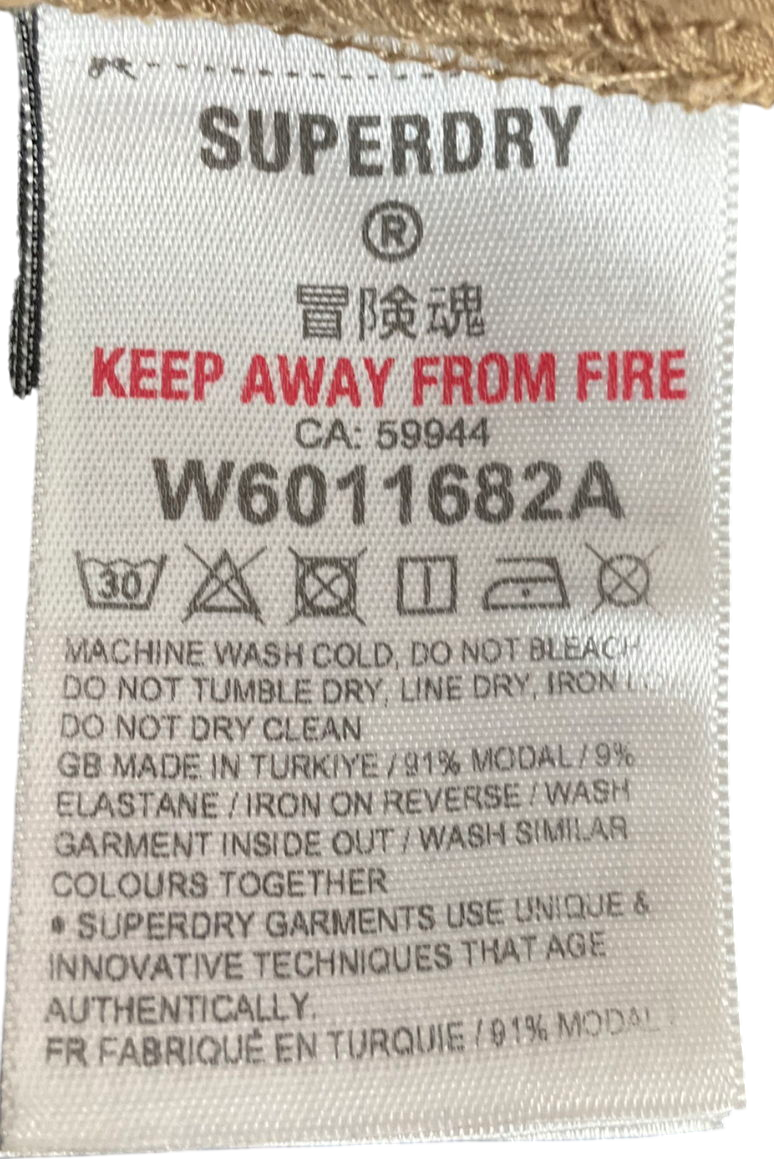 SUPERDRY
®
冒険魂
KEEP AWAY FROM FIRE
CA: 59944
W6011682A
30
MACHINE WASH COLD, DO NOT BLEACH
DO NOT TUMBLE DRY, LINE DRY, IRON
DO NOT DRY CLEAN
GB MADE IN TURKIYE / 91% MODAL / 9%
ELASTANE / IRON ON REVERSE / WASH
GARMENT INSIDE OUT / WASH SIMILAR
COLOURS TOGETHER
• SUPERDRY GARMENTS USE UNIQUE &
INNOVATIVE TECHNIQUES THAT AGE
AUTHENTICALLY.
FR FABRIQUÉ EN TURQUIE / 91% MODAL /